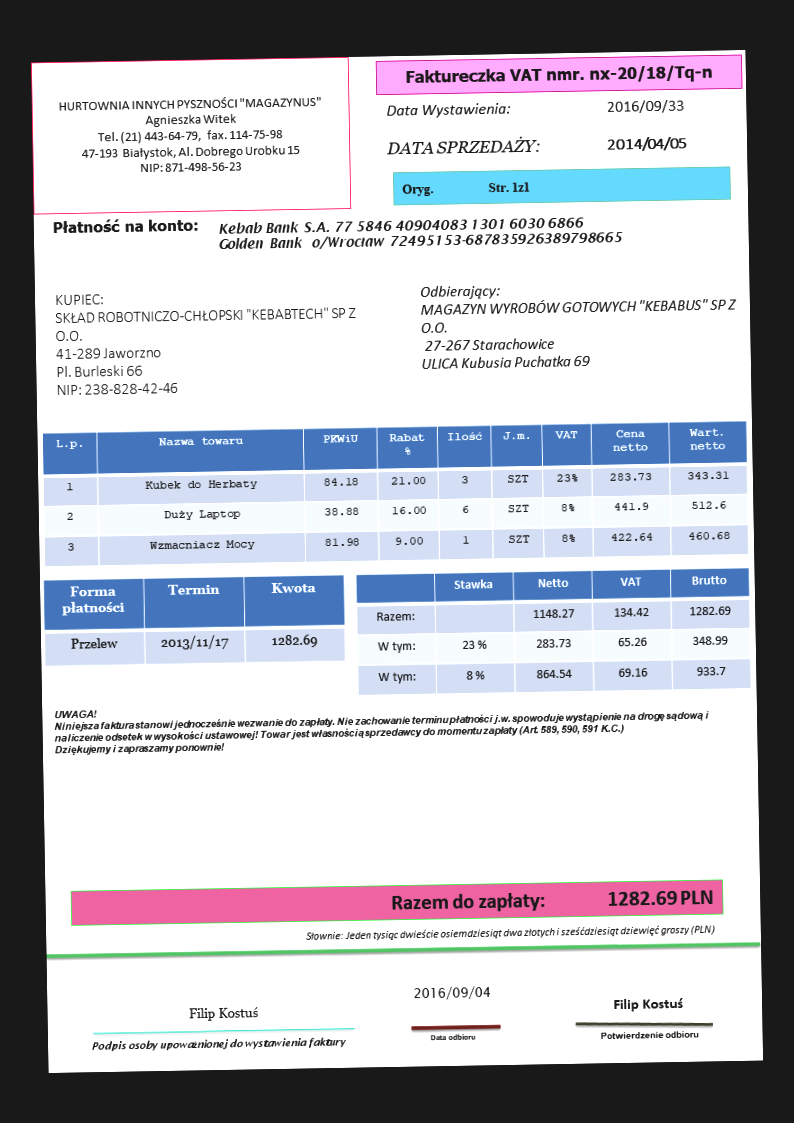 HURTOWNIA INNYCH PYSZNOŚCI "MAGAZYNUS"
Agnieszka Witek
Tel. (21) 443-64-79, fax. 114-75-98
47-193 Białystok, Al. Dobrego Urobku 15
NIP: 871-498-56-23
Faktureczka VAT nmr. nx-20/18/Tq-n
Data Wystawienia: 2016/09/33
DATA SPRZEDAŻY: 2014/04/05
Oryg. Str. 1z1
Płatność na konto: Kebab Bank S.A. 77 5846 40904083 1301 6030 6866
Golden Bank o/Wrocław 72495153-687835926389798665
KUPIEC:
SKŁAD ROBOTNICZO-CHŁOPSKI "KEBABTECH" SP Z
O.O.
41-289 Jaworzno
Pl. Burleski 66
NIP: 238-828-42-46
Odbierający:
MAGAZYN WYROBÓW GOTOWYCH "KEBABUS" SP Z
O.O.
27-267 Starachowice
ULICA Kubusia Puchatka 69
L.p. Nazwa towaru PKWiU Rabat % Ilość J.m. VAT Cena netto Wart. netto
1 Kubek do Herbaty 84.18 21.00 3 SZT 23% 283.73 343.31
2 Duży Laptop 38.88 16.00 6 SZT 8% 441.9 512.6
3 Wzmacniacz Mocy 81.98 9.00 1 SZT 8% 422.64 460.68
Forma płatności Termin Kwota
Przelew 2013/11/17 1282.69
Stawka Netto VAT Brutto
Razem: 1148.27 134.42 1282.69
W tym: 23 % 283.73 65.26 348.99
W tym: 8 % 864.54 69.16 933.7
UWAGA!
Niniejsza faktura stanowi jednocześnie wezwanie do zapłaty. Nie zachowanie terminu płatności j.w. spowoduje wystąpienie na drogę sądową i
naliczenie odsetek w wysokości ustawowej! Towar jest własnością sprzedawcy do momentu zapłaty (Art. 589, 590, 591 K.C.)
Dziękujemy i zapraszamy ponownie!
Razem do zapłaty: 1282.69 PLN
Słownie: Jeden tysiąc dwieście osiemdziesiąt dwa złotych i sześćdziesiąt dziewięć groszy (PLN)
Filip Kostuś
Podpis osoby upoważnionej do wystawienia faktury
2016/09/04
Data odbioru
Filip Kostuś
Potwierdzenie odbioru